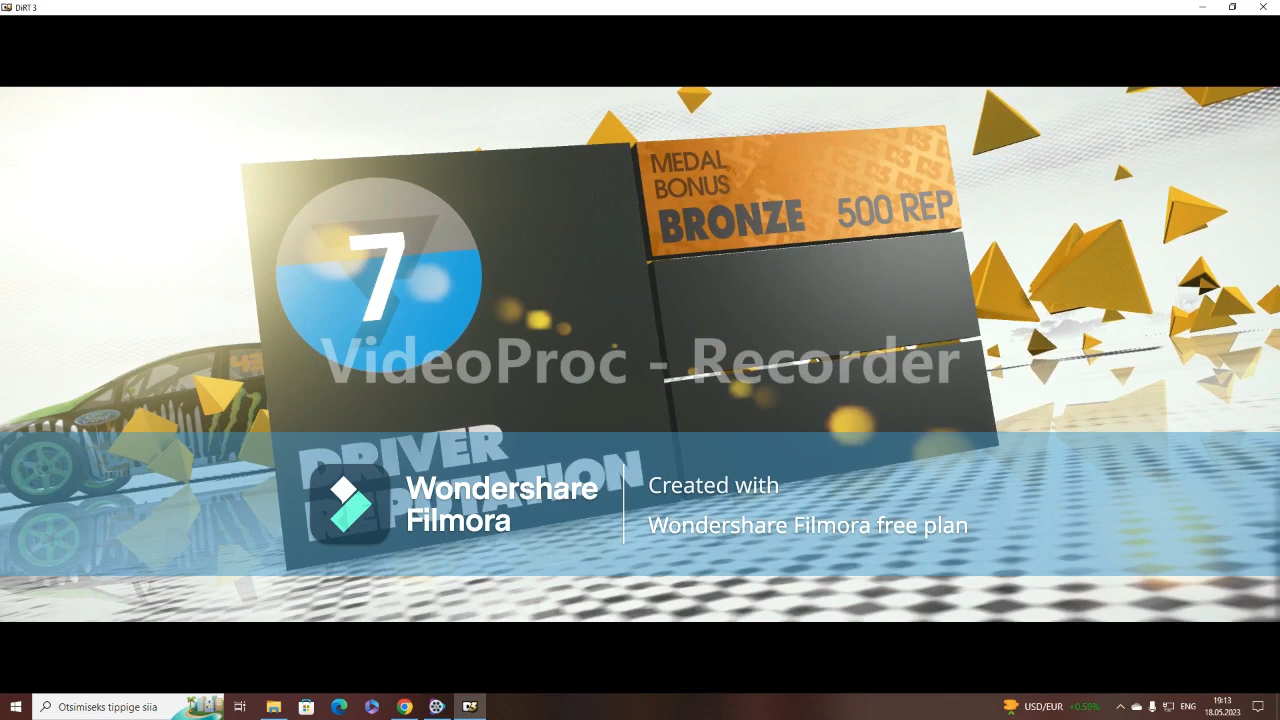 DiRT 3
MEDAL
BONUS
BRONZE 500 REP
7
VideoProc - Recorder
DRIVER
REPUTATION
Wondershare
Filmora
Created with
Wondershare Filmora free plan
Otsimiseks tippige siia
USD/EUR +0.59%
ENG
19:13
18.05.2023